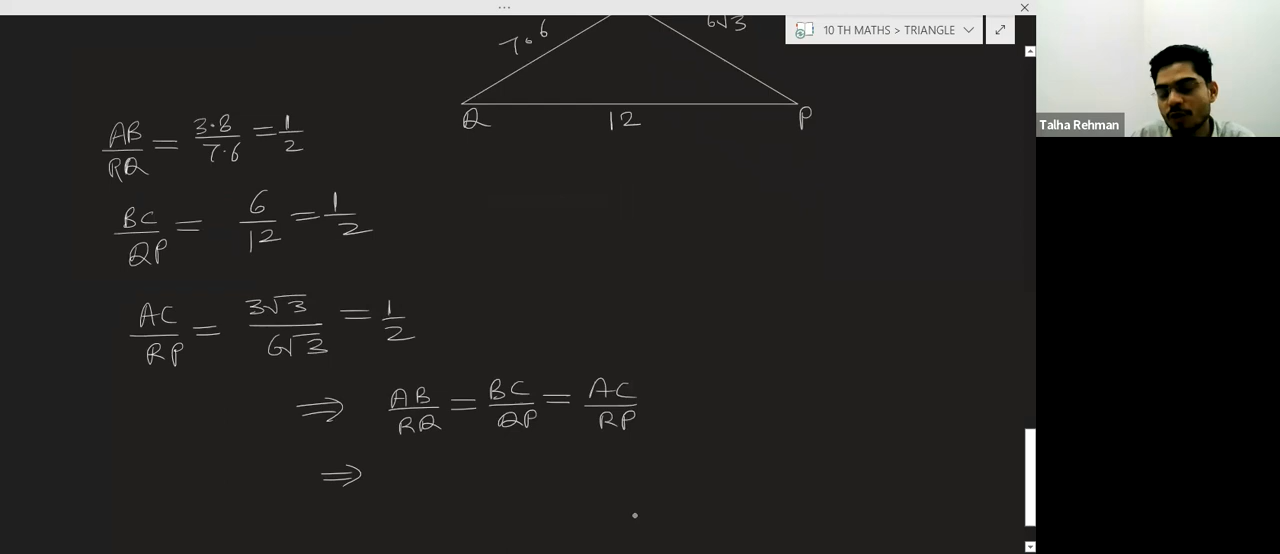 10 TH MATHS > TRIANGLE
7.6
6√3
Q 12 P
Talha Rehman
AB/RQ = 3.8/7.6 = 1/2
BC/QP = 6/12 = 1/2
AC/RP = 3√3/6√3 = 1/2
⇒ AB/RQ = BC/QP = AC/RP
⇒